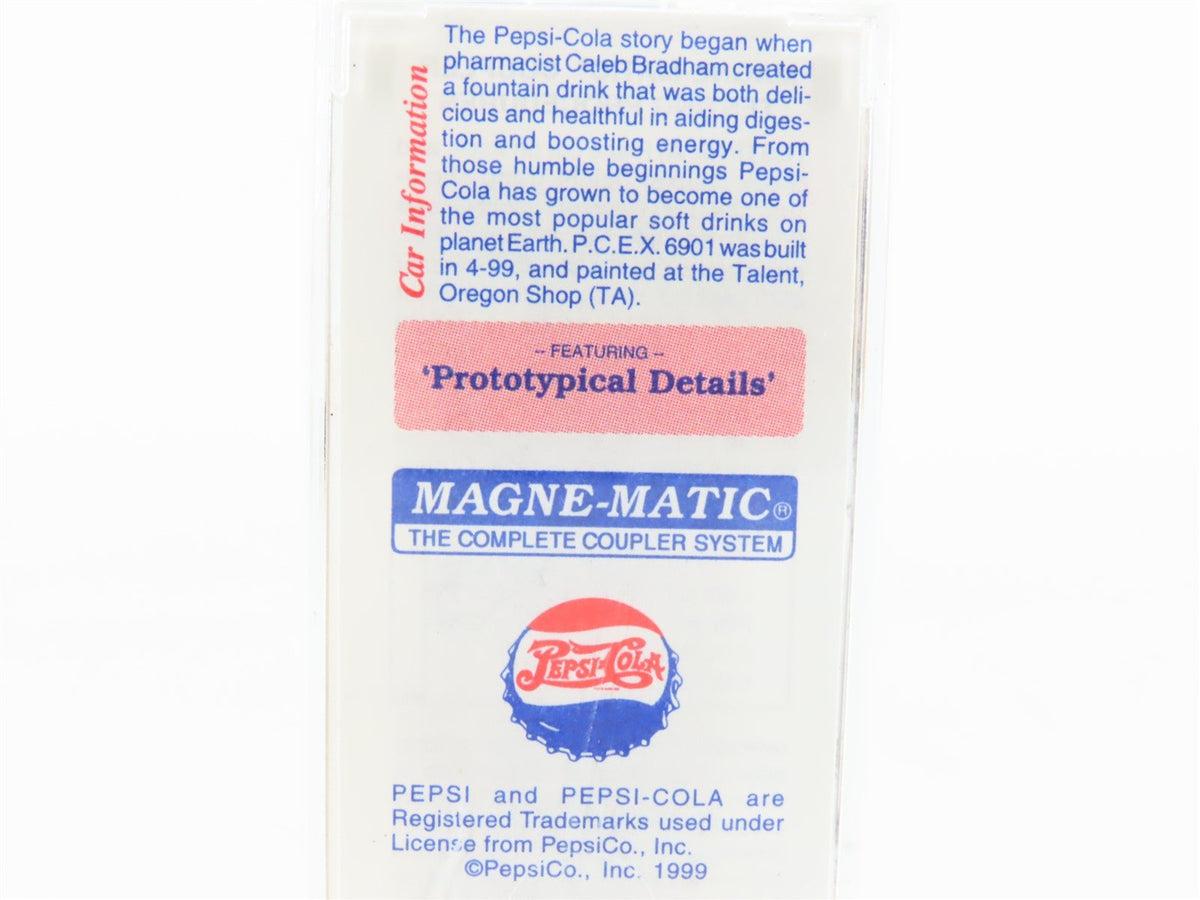 Car Information
The Pepsi-Cola story began when
pharmacist Caleb Bradham created
a fountain drink that was both deli-
cious and healthful in aiding diges-
tion and boosting energy. From
those humble beginnings Pepsi-
Cola has grown to become one of
the most popular soft drinks on
planet Earth. P.C.E.X. 6901 was built
in 4-99, and painted at the Talent,
Oregon Shop (TA).
-- FEATURING --
'Prototypical Details'
MAGNE-MATIC®
THE COMPLETE COUPLER SYSTEM
PEPSI-COLA
PEPSI and PEPSI-COLA are
Registered Trademarks used under
License from PepsiCo., Inc.
©PepsiCo., Inc. 1999